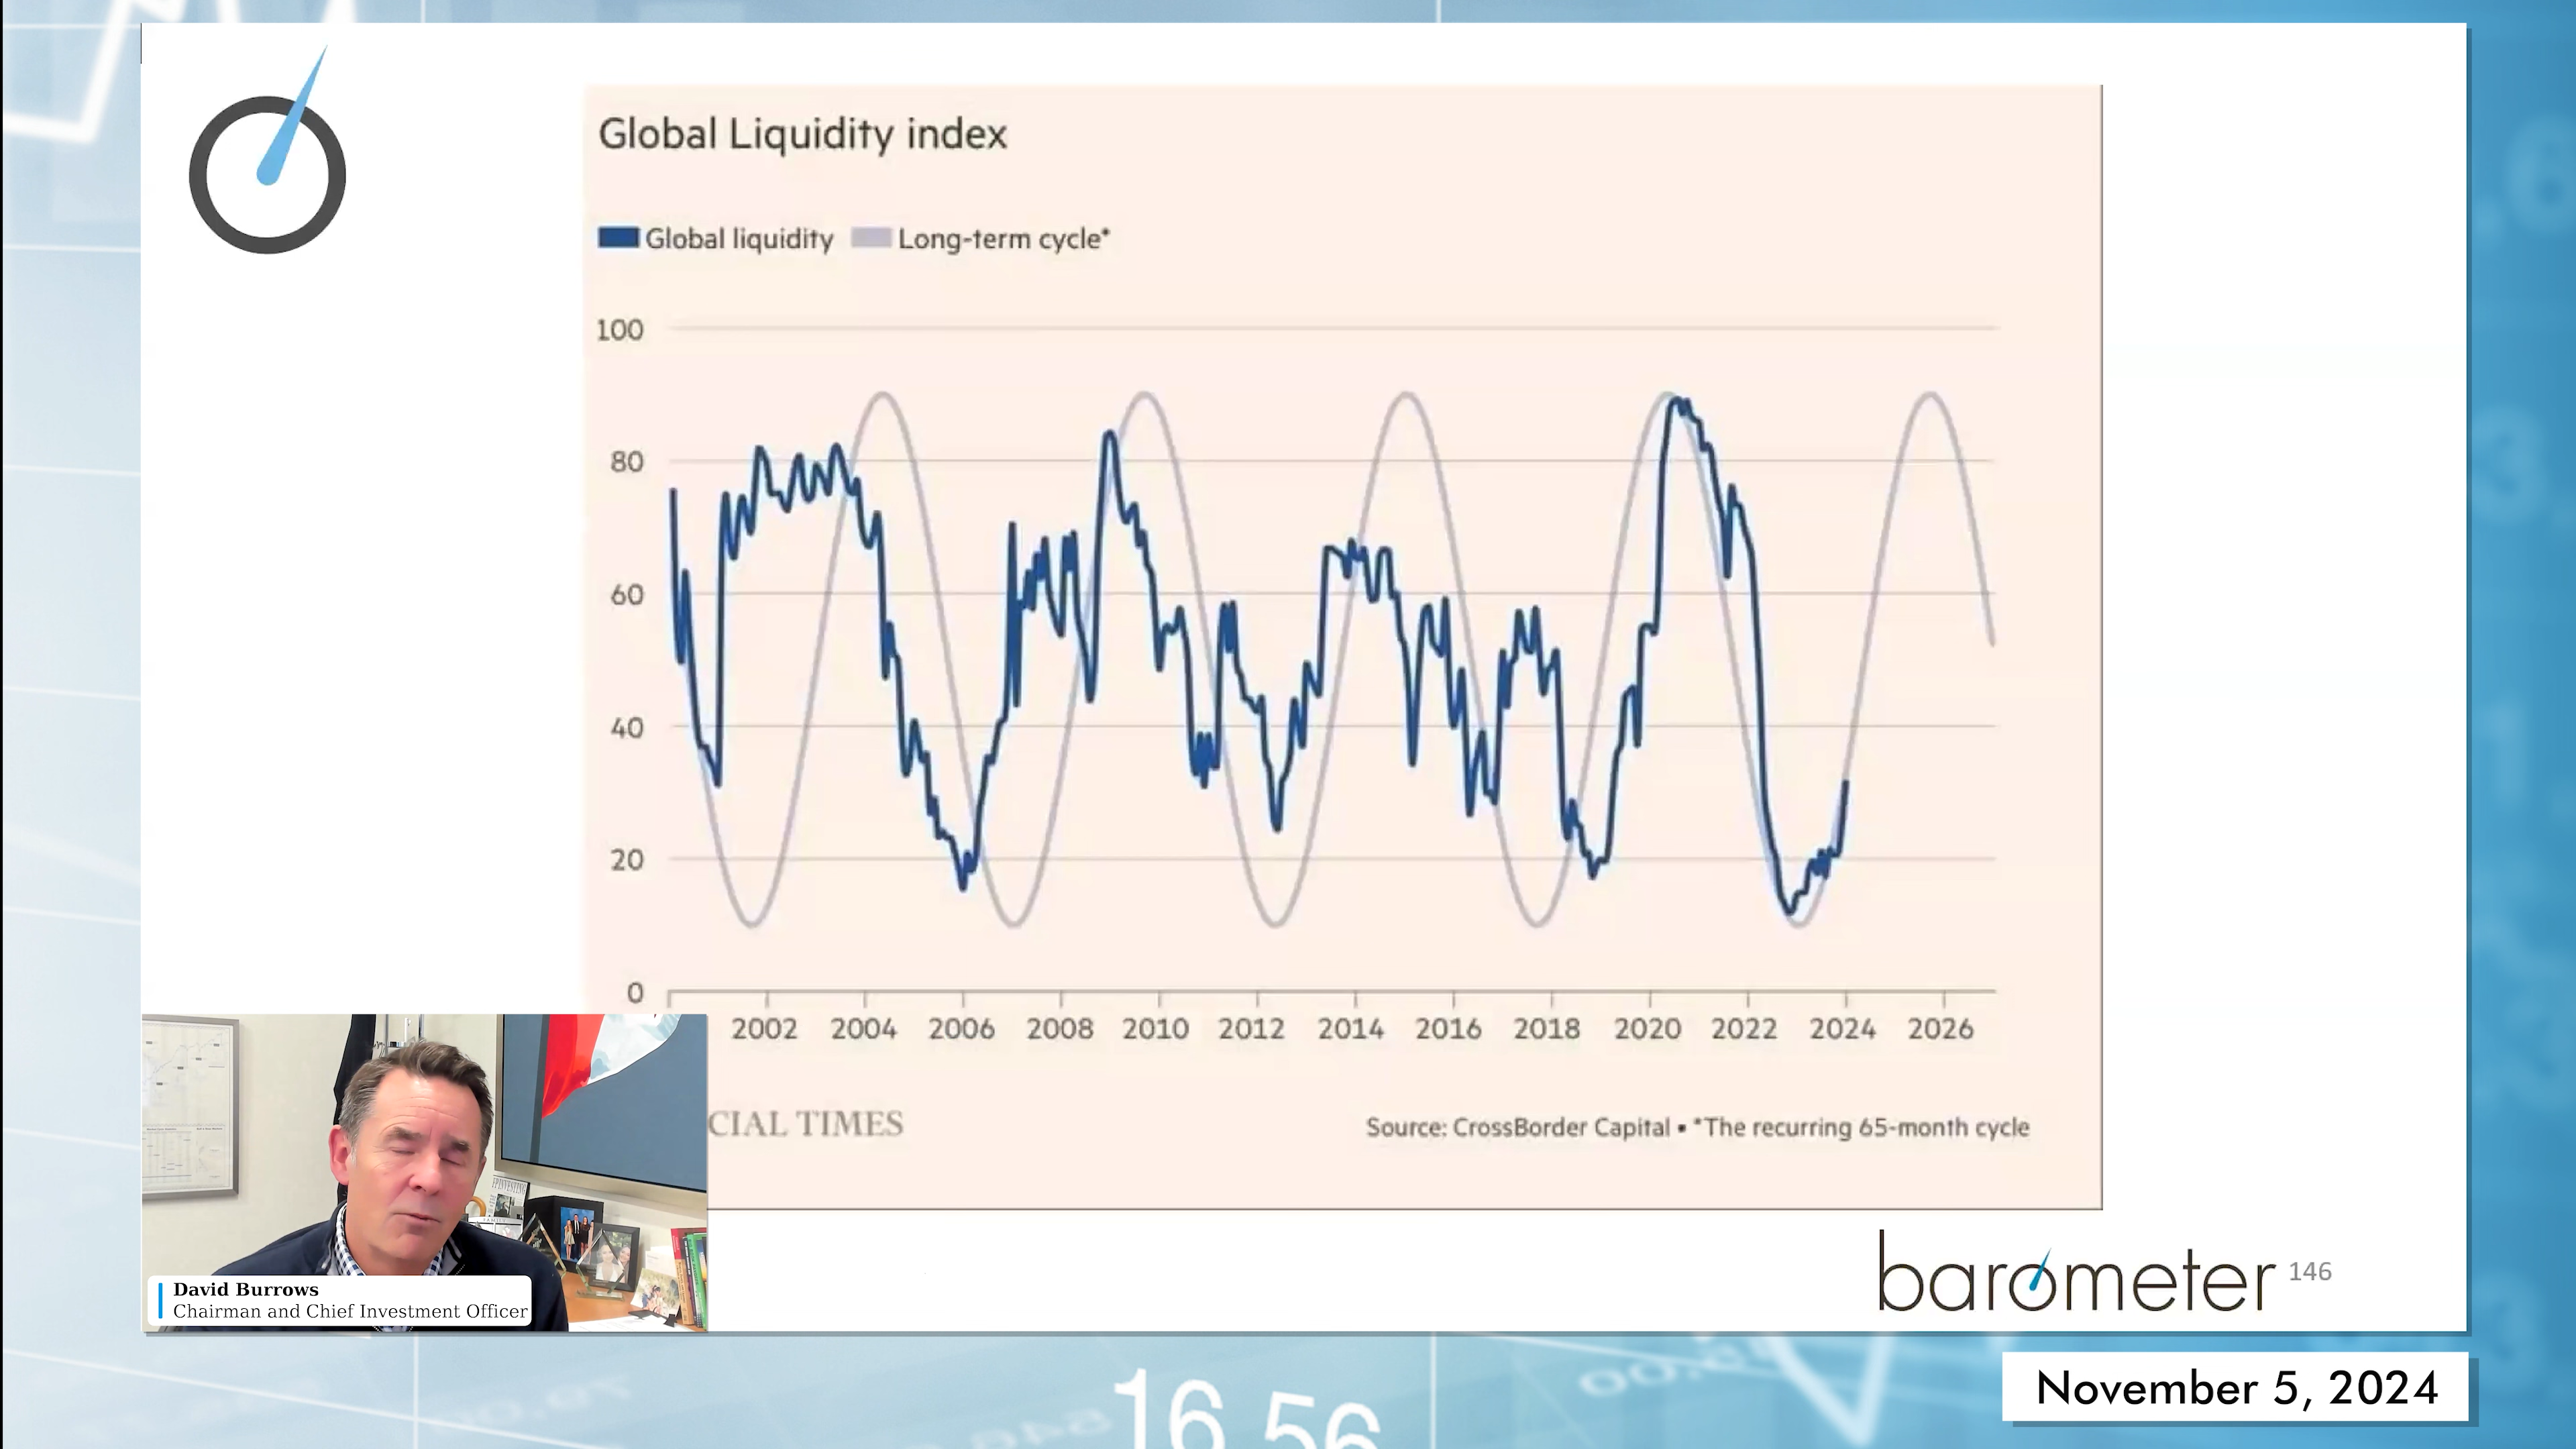 Global Liquidity index
Global liquidity Long-term cycle*
100
80
60
40
20
0
2002 2004 2006 2008 2010 2012 2014 2016 2018 2020 2022 2024 2026
CIAL TIMES
Source: CrossBorder Capital • *The recurring 65-month cycle
David Burrows
Chairman and Chief Investment Officer
barometer 146
November 5, 2024
16.56